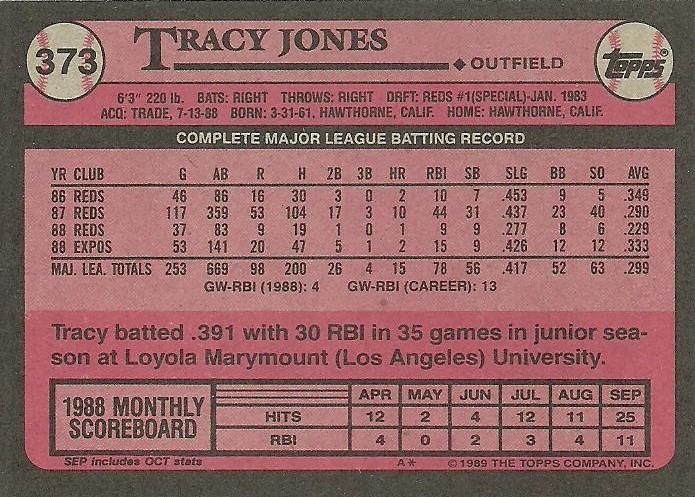 373 TRACY JONES
◆ OUTFIELD
topps®
6'3" 220 lb. BATS: RIGHT THROWS: RIGHT DRFT: REDS #1(SPECIAL)-JAN. 1983
ACQ: TRADE, 7-13-88 BORN: 3-31-61, HAWTHORNE, CALIF. HOME: HAWTHORNE, CALIF.
COMPLETE MAJOR LEAGUE BATTING RECORD
YR CLUB G AB R H 2B 3B HR RBI SB SLG BB SO AVG
86 REDS 46 86 16 30 3 0 2 10 7 .453 9 5 .349
87 REDS 117 359 53 104 17 3 10 44 31 .437 23 40 .290
88 REDS 37 83 9 19 1 0 1 9 9 .277 8 6 .229
88 EXPOS 53 141 20 47 5 1 2 15 9 .426 12 12 .333
MAJ. LEA. TOTALS 253 669 98 200 26 4 15 78 56 .417 52 63 .299
GW-RBI (1988): 4 GW-RBI (CAREER): 13
Tracy batted .391 with 30 RBI in 35 games in junior sea-
son at Loyola Marymount (Los Angeles) University.
1988 MONTHLY
SCOREBOARD
APR MAY JUN JUL AUG SEP
HITS 12 2 4 12 11 25
RBI 4 0 2 3 4 11
SEP includes OCT stats A* © 1989 THE TOPPS COMPANY, INC.